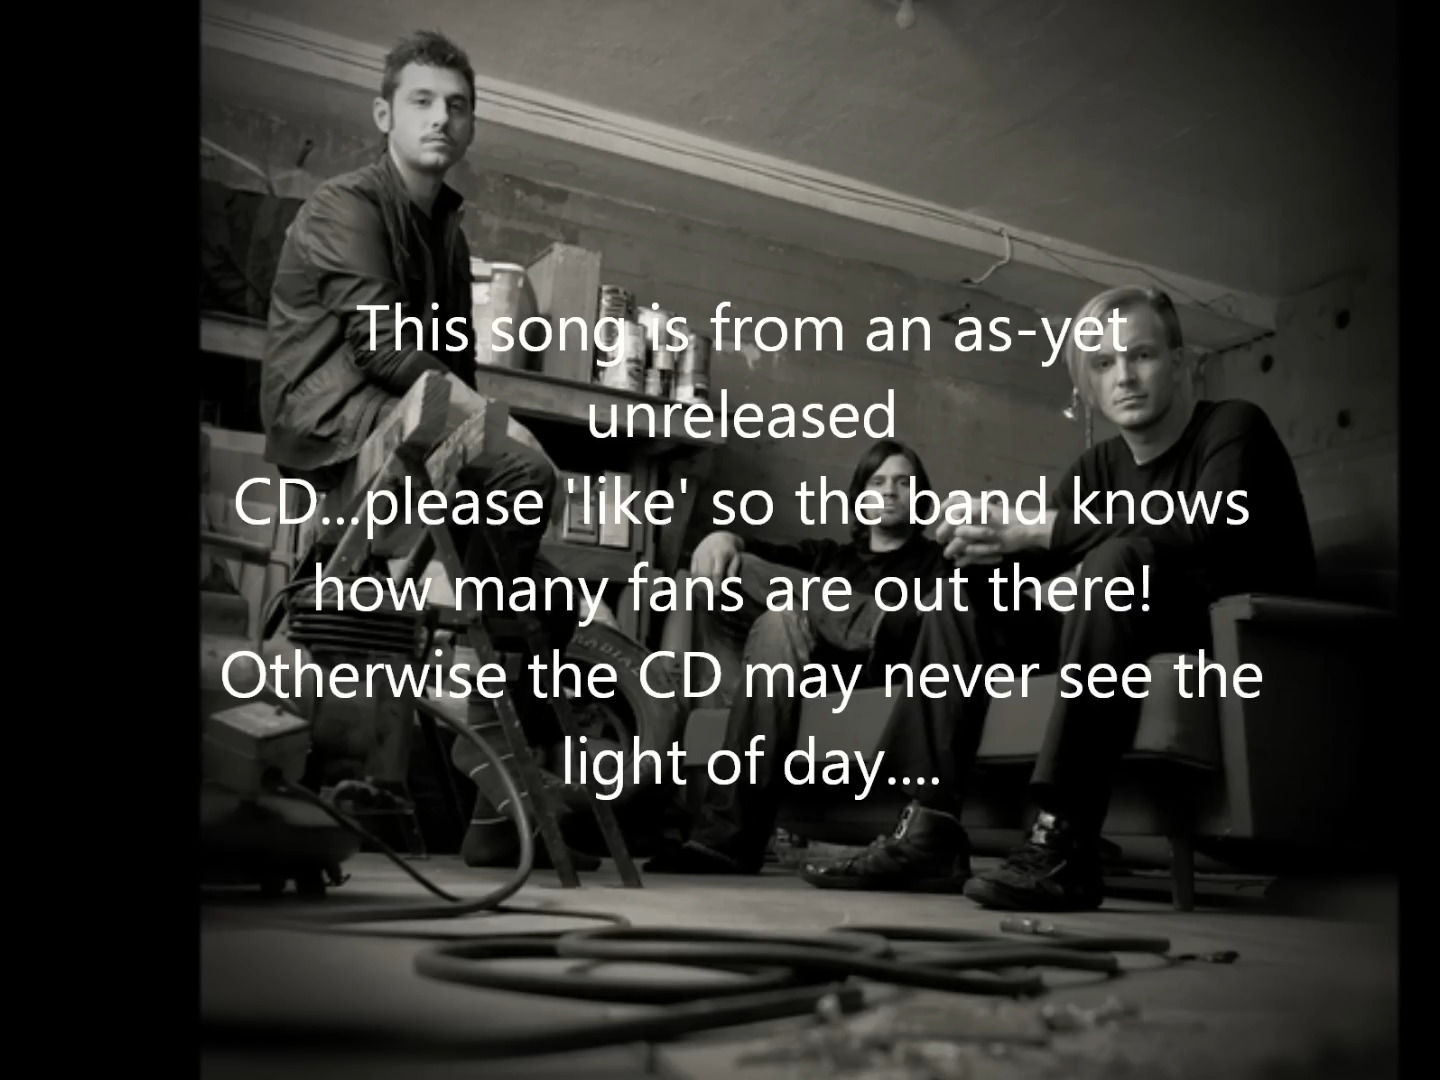 This song is from an as-yet
unreleased
CD...please 'like' so the band knows
how many fans are out there!
Otherwise the CD may never see the
light of day....
RADIAL